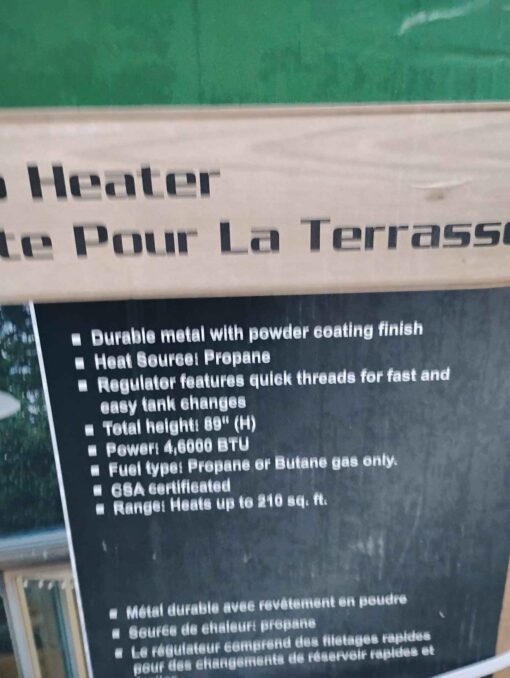 Heater
te Pour La Terrasse
▪ Durable metal with powder coating finish
▪ Heat Source: Propane
▪ Regulator features quick threads for fast and
easy tank changes
▪ Total height: 89" (H)
▪ Power: 4,6000 BTU
▪ Fuel type: Propane or Butane gas only.
▪ CSA certificated
▪ Range: Heats up to 210 sq. ft.
▪ Métal durable avec revêtement en poudre
▪ Source de chaleur: propane
▪ Le régulateur comprend des filetages rapides
pour des changements de réservoir rapides et